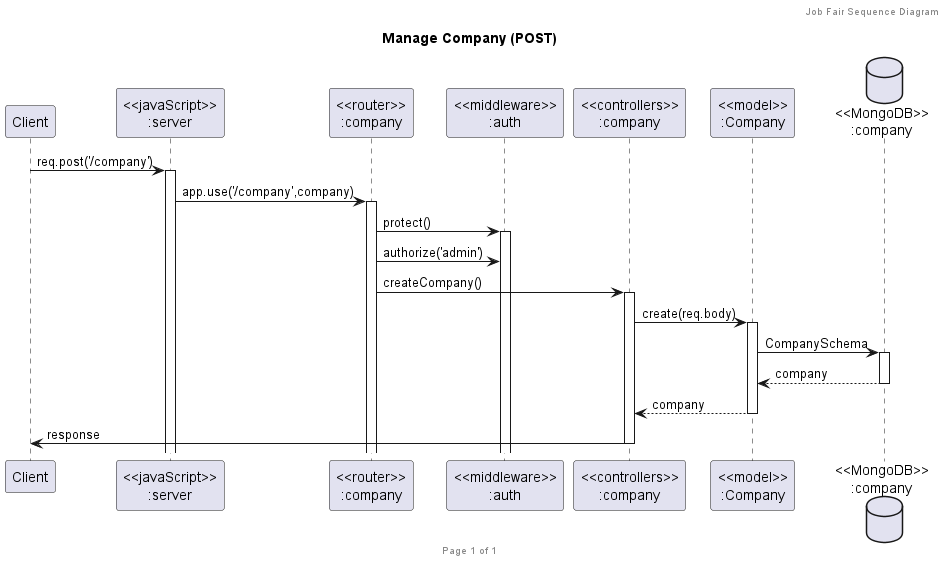 Job Fair Sequence Diagram
Manage Company (POST)
Client
<<javaScript>>
:server
<<router>>
:company
<<middleware>>
:auth
<<controllers>>
:company
<<model>>
:Company
<<MongoDB>>
:company
req.post('/company')
app.use('/company',company)
protect()
authorize('admin')
createCompany()
create(req.body)
CompanySchema
company
company
response
Client
<<javaScript>>
:server
<<router>>
:company
<<middleware>>
:auth
<<controllers>>
:company
<<model>>
:Company
<<MongoDB>>
:company
Page 1 of 1